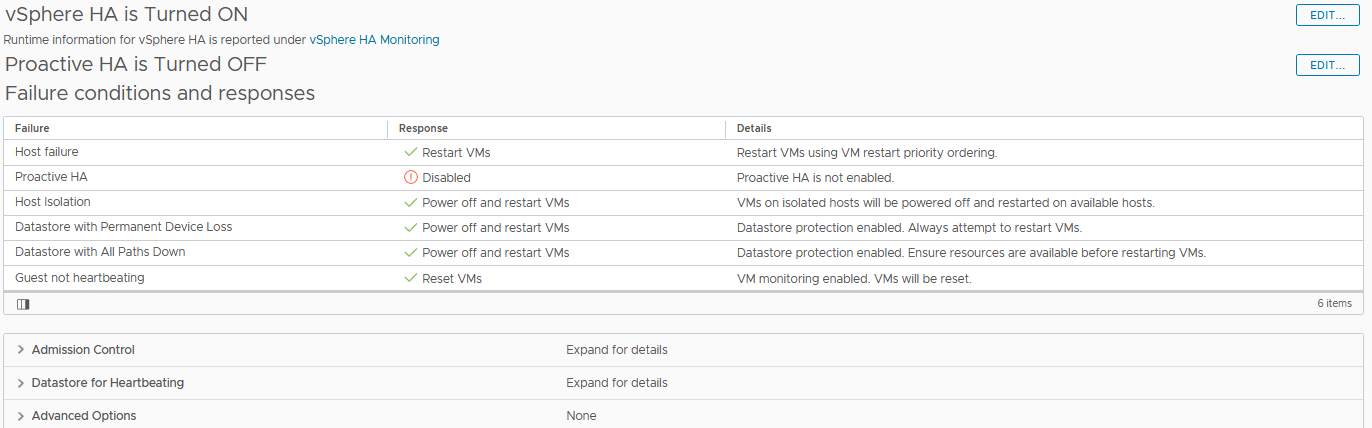 vSphere HA is Turned ON
EDIT...
Runtime information for vSphere HA is reported under vSphere HA Monitoring
Proactive HA is Turned OFF
EDIT...
Failure conditions and responses
Failure Response Details
Host failure Restart VMs Restart VMs using VM restart priority ordering.
Proactive HA Disabled Proactive HA is not enabled.
Host Isolation Power off and restart VMs VMs on isolated hosts will be powered off and restarted on available hosts.
Datastore with Permanent Device Loss Power off and restart VMs Datastore protection enabled. Always attempt to restart VMs.
Datastore with All Paths Down Power off and restart VMs Datastore protection enabled. Ensure resources are available before restarting VMs.
Guest not heartbeating Reset VMs VM monitoring enabled. VMs will be reset.
6 items
Admission Control Expand for details
Datastore for Heartbeating Expand for details
Advanced Options None